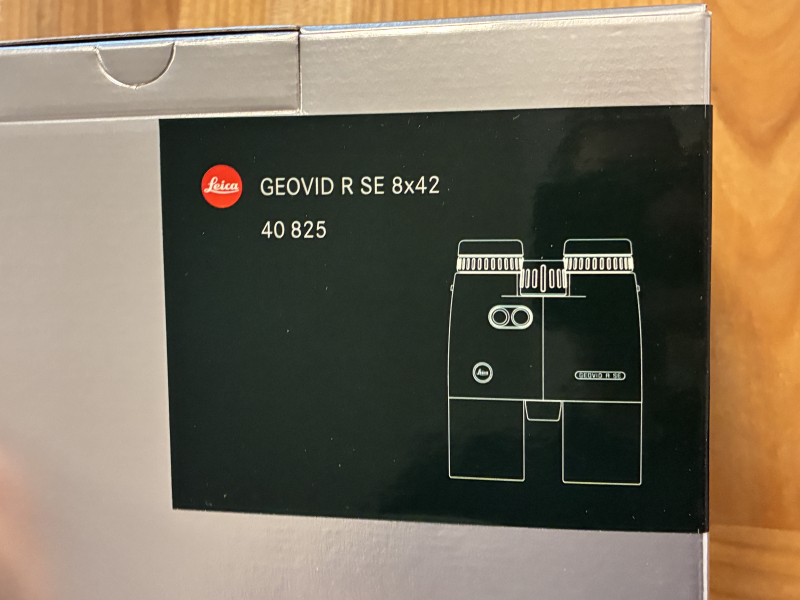 Leica GEOVID R SE 8x42
40 825
Leica GEOVID R SE